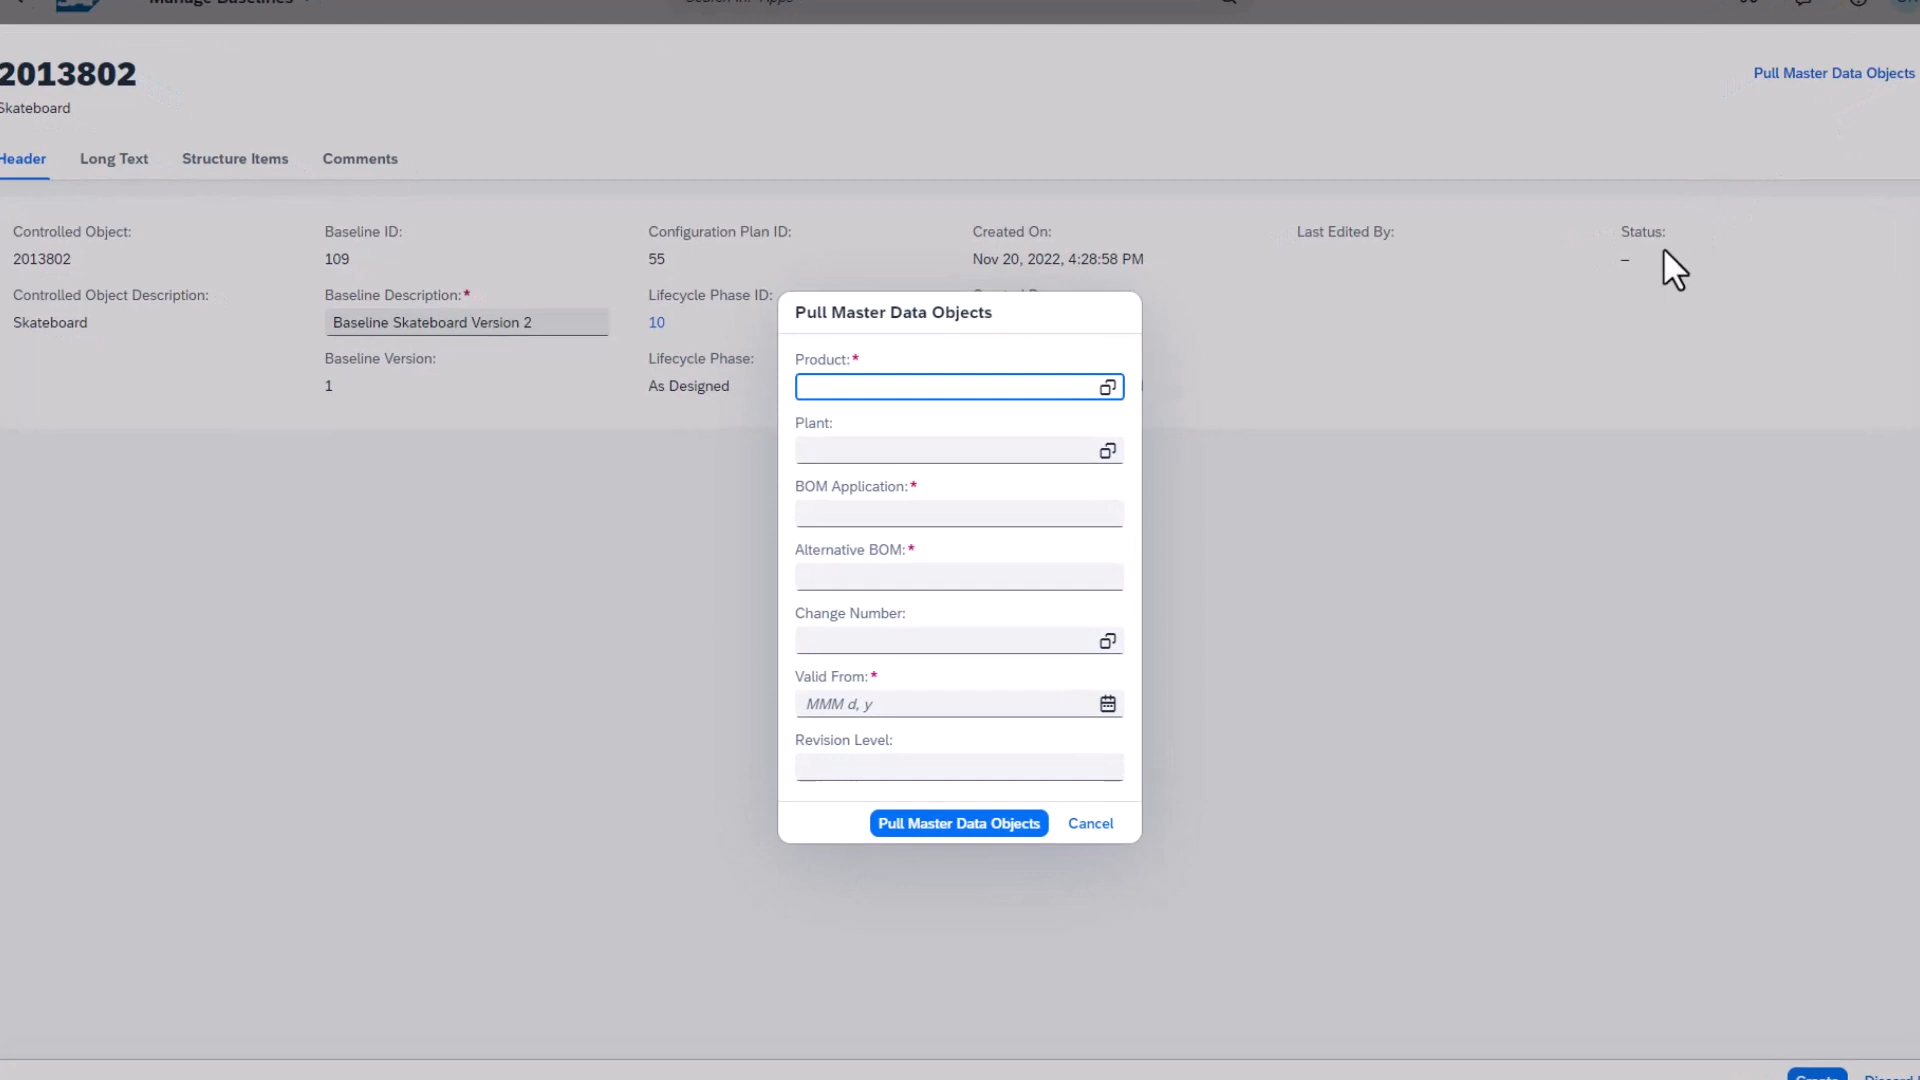 Manage Baselines
Search In: "Apps"
2013802
Pull Master Data Objects
Skateboard
Header
Long Text
Structure Items
Comments
Controlled Object:
Baseline ID:
Configuration Plan ID:
Created On:
Last Edited By:
Status:
2013802
109
55
Nov 20, 2022, 4:28:58 PM
–
Controlled Object Description:
Baseline Description:*
Lifecycle Phase ID:
Skateboard
Baseline Skateboard Version 2
10
Baseline Version:
Lifecycle Phase:
1
As Designed
Pull Master Data Objects
Product:*
Plant:
BOM Application:*
Alternative BOM:*
Change Number:
Valid From:*
MMM d, y
Revision Level:
Pull Master Data Objects
Cancel
Create